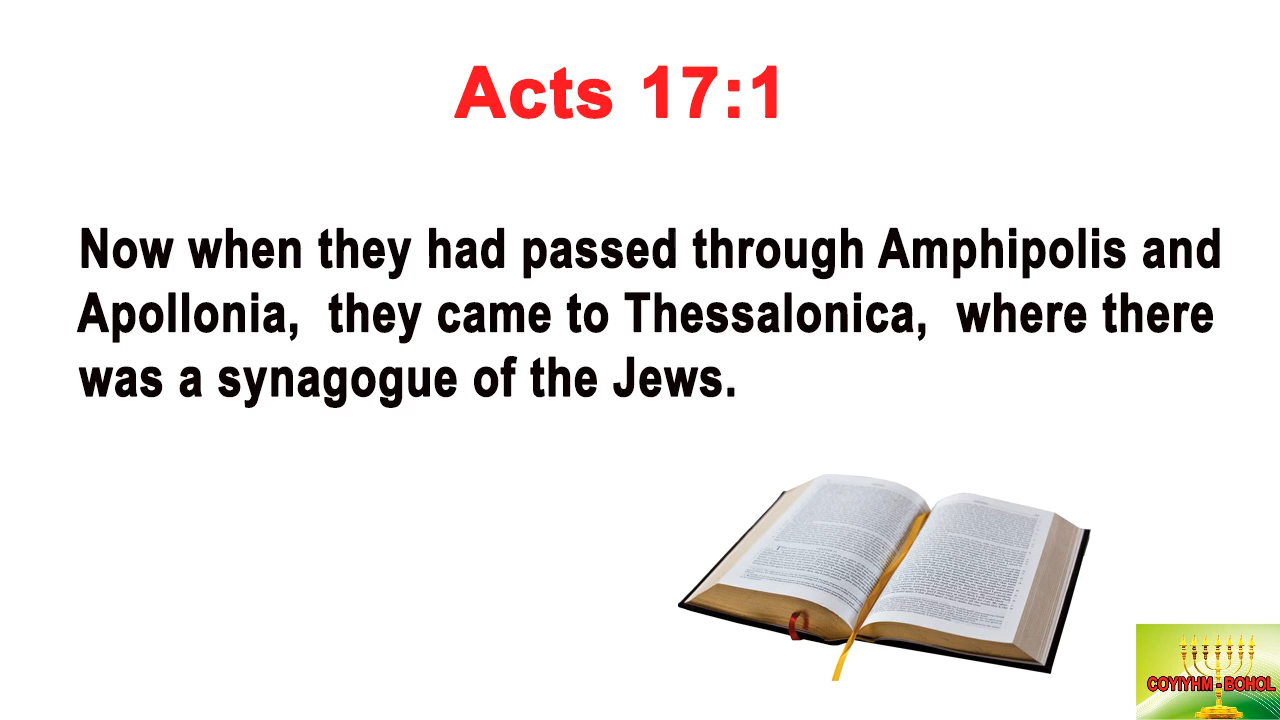 Acts 17:1
Now when they had passed through Amphipolis and
Apollonia,  they came to Thessalonica,  where there
was a synagogue of the Jews.
COYIYHM - BOHOL